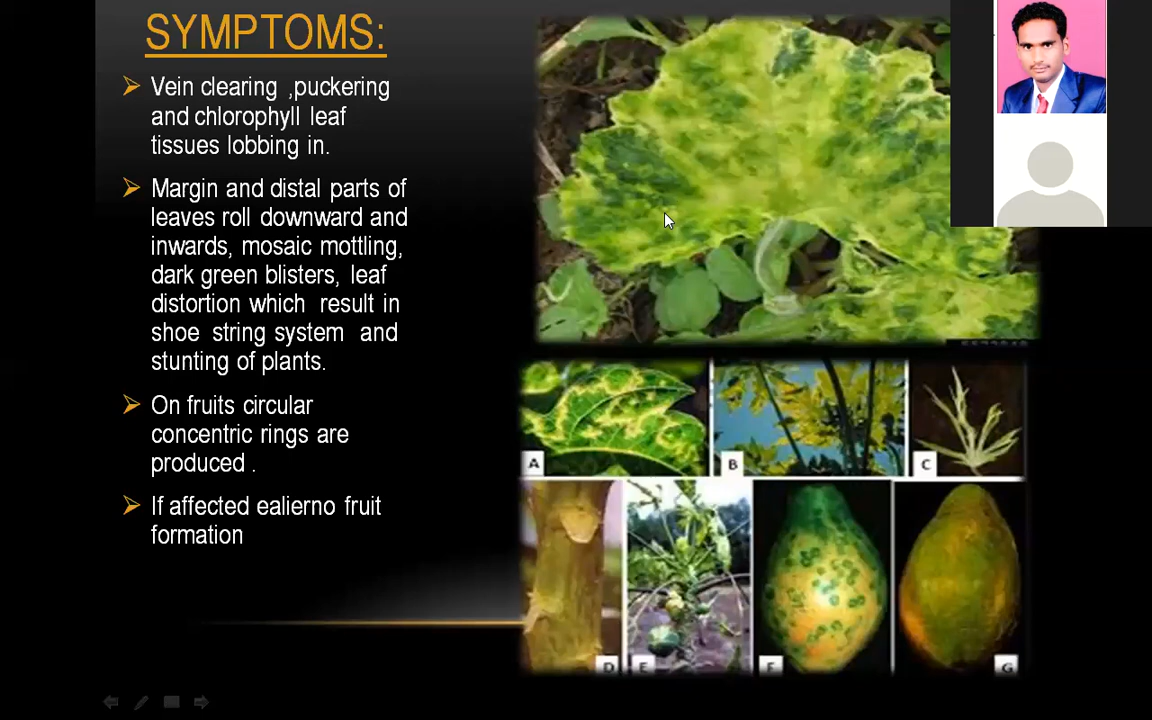 SYMPTOMS:
Vein clearing ,puckering
and chlorophyll leaf
tissues lobbing in.
Margin and distal parts of
leaves roll downward and
inwards, mosaic mottling,
dark green blisters, leaf
distortion which result in
shoe string system and
stunting of plants.
On fruits circular
concentric rings are
produced .
If affected ealierno fruit
formation
A
B
C
D
E
F
G